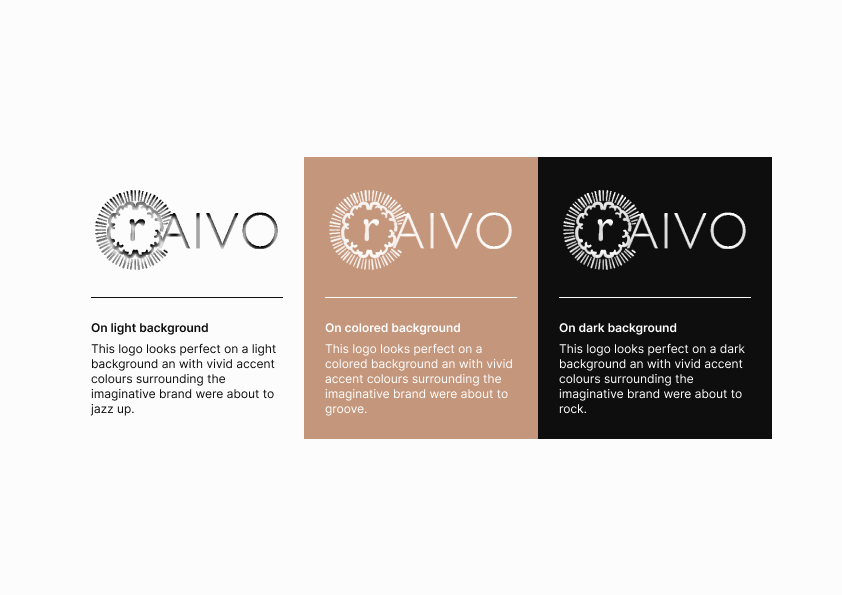 rAIVO
On light background
This logo looks perfect on a light
background an with vivid accent
colours surrounding the
imaginative brand were about to
jazz up.
rAIVO
On colored background
This logo looks perfect on a
colored background an with vivid
accent colours surrounding the
imaginative brand were about to
groove.
rAIVO
On dark background
This logo looks perfect on a dark
background an with vivid accent
colours surrounding the
imaginative brand were about to
rock.